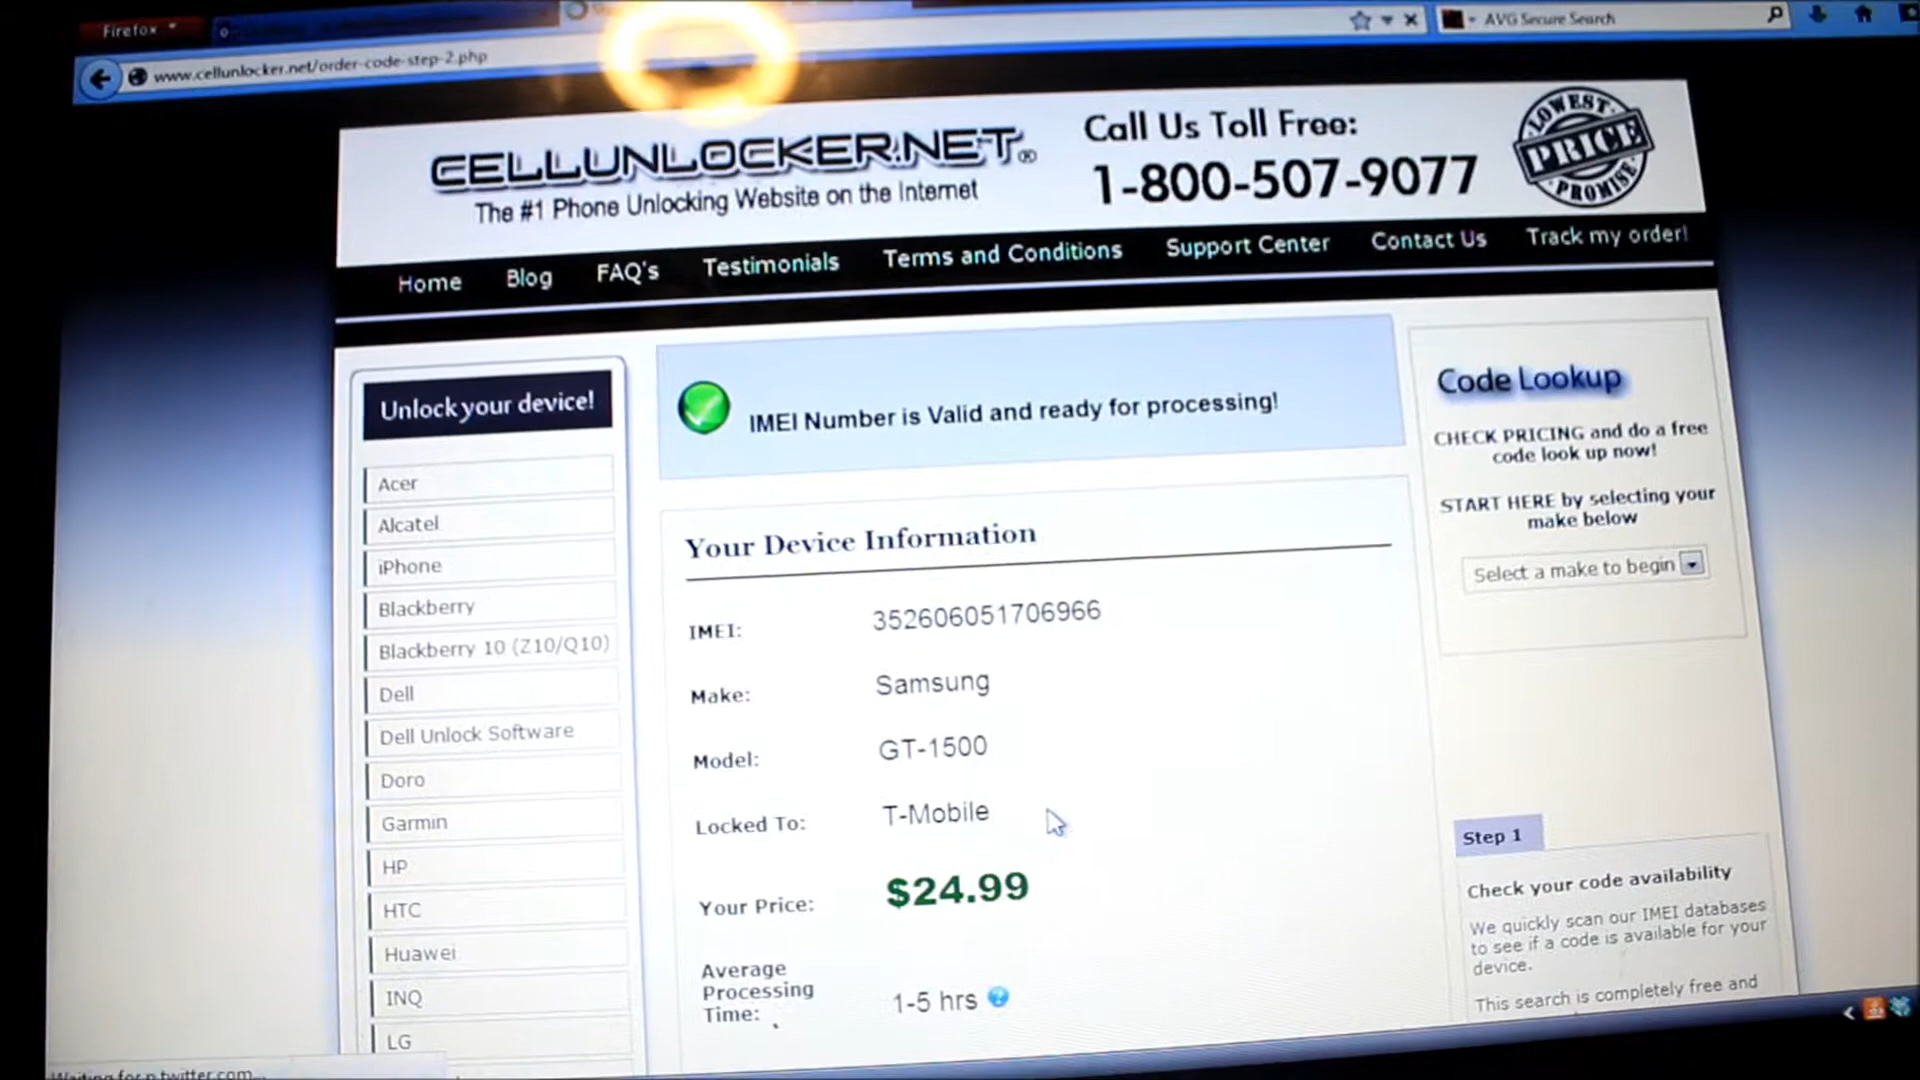 Firefox
www.cellunlocker.net/order-code-step-2.php
AVG Secure Search
CELLUNLOCKER.NET®
The #1 Phone Unlocking Website on the Internet
Call Us Toll Free:
1-800-507-9077
LOWEST
PRICE
PROMISE
Home Blog FAQ's Testimonials Terms and Conditions Support Center Contact Us Track my order!
Unlock your device!
Acer
Alcatel
iPhone
Blackberry
Blackberry 10 (Z10/Q10)
Dell
Dell Unlock Software
Doro
Garmin
HP
HTC
Huawei
INQ
LG
IMEI Number is Valid and ready for processing!
Your Device Information
IMEI: 352606051706966
Make: Samsung
Model: GT-1500
Locked To: T-Mobile
Your Price: $24.99
Average
Processing
Time: 1-5 hrs
Code Lookup
CHECK PRICING and do a free
code look up now!
START HERE by selecting your
make below
Select a make to begin
Step 1
Check your code availability
We quickly scan our IMEI databases
to see if a code is available for your
device.
This search is completely free and
Waiting for p.twitter.com...